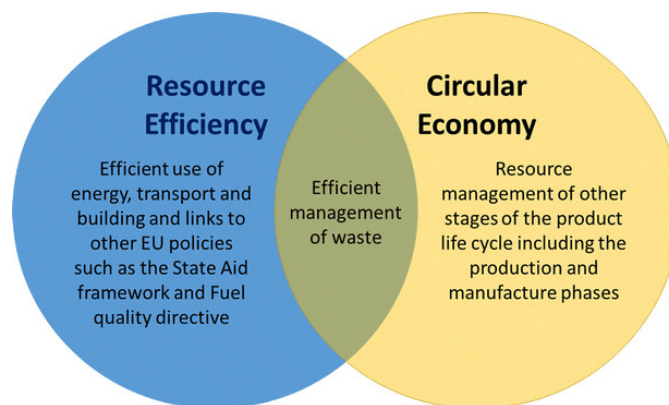 Resource
Efficiency
Efficient use of
energy, transport and
building and links to
other EU policies
such as the State Aid
framework and Fuel
quality directive
Efficient
management
of waste
Circular
Economy
Resource
management of other
stages of the product
life cycle including the
production and
manufacture phases